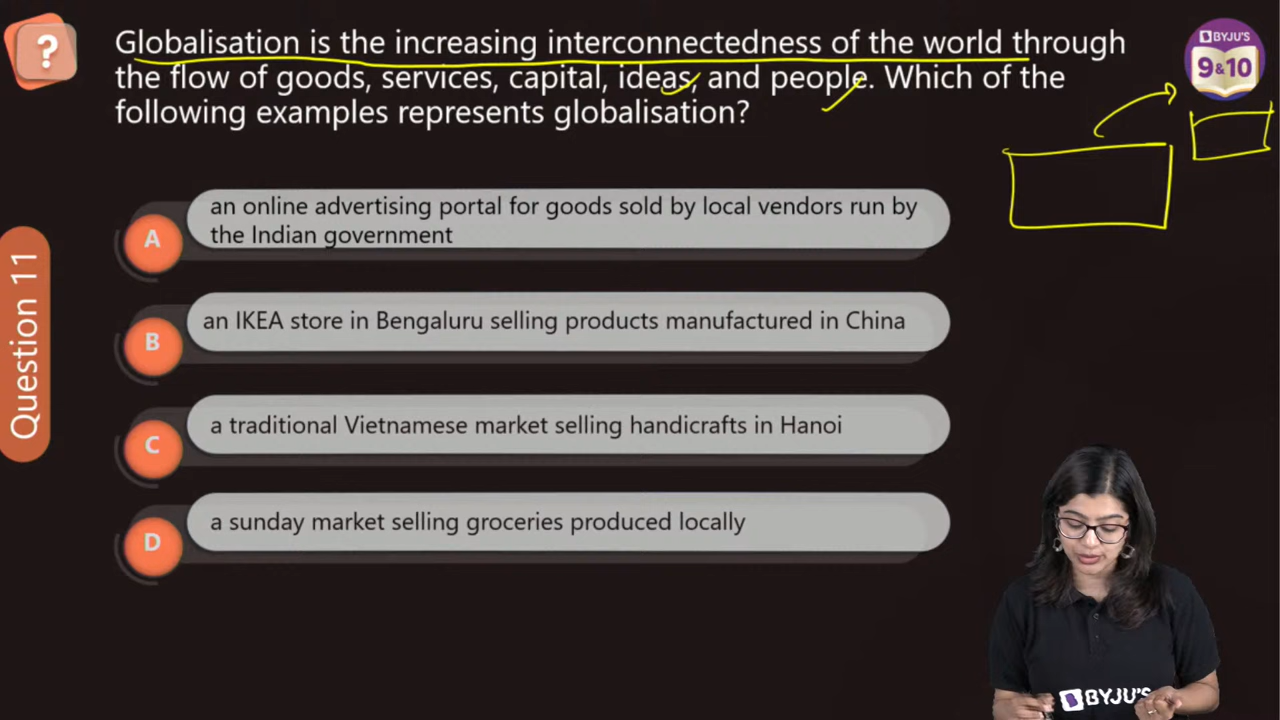 ?
Globalisation is the increasing interconnectedness of the world through
the flow of goods, services, capital, ideas, and people. Which of the
following examples represents globalisation?
BYJU'S
9&10
Question 11
A
an online advertising portal for goods sold by local vendors run by
the Indian government
B
an IKEA store in Bengaluru selling products manufactured in China
C
a traditional Vietnamese market selling handicrafts in Hanoi
D
a sunday market selling groceries produced locally
BYJU'S